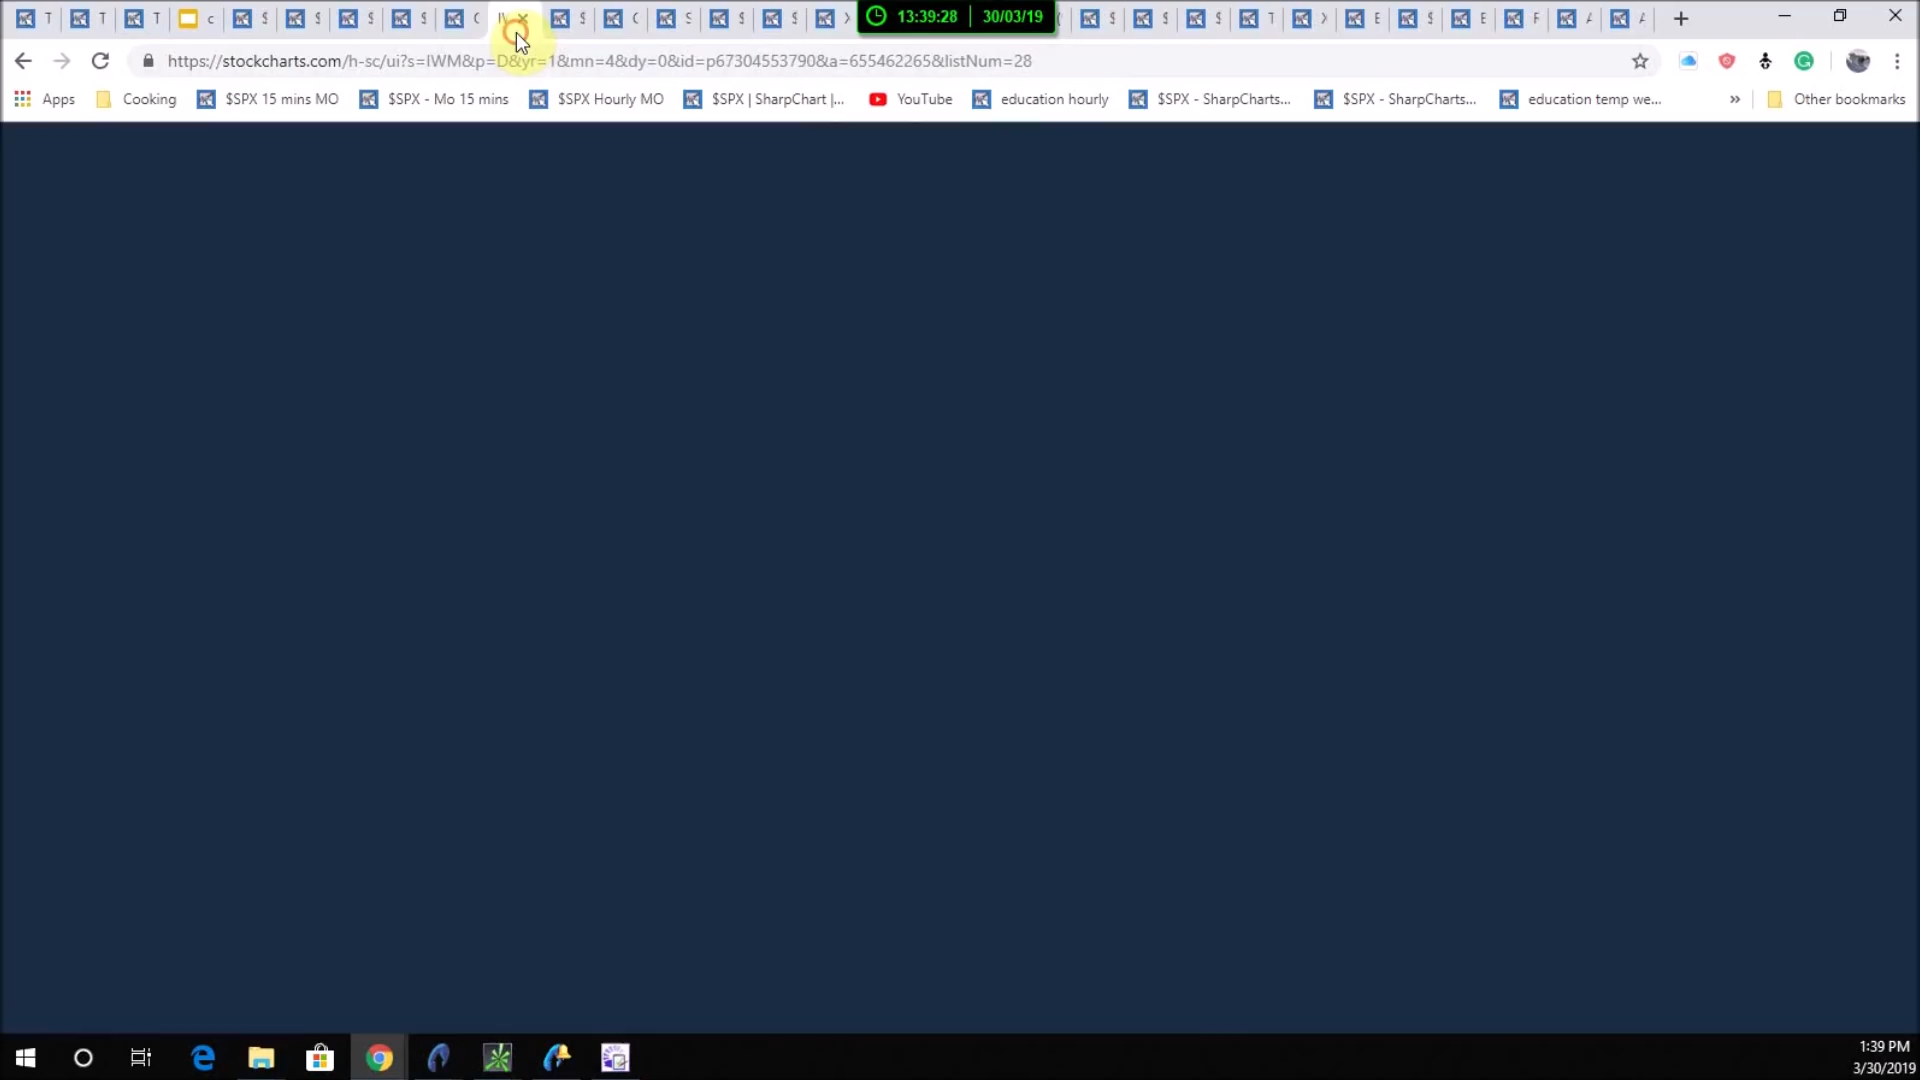 T T T c $ $ $ $ C IW $ C S $ $ X 13:39:28 30/03/19 $ $ $ T X E $ E F A A
https://stockcharts.com/h-sc/ui?s=IWM&p=D&yr=1&mn=4&dy=0&id=p67304553790&a=655462265&listNum=28
Apps Cooking $SPX 15 mins MO $SPX - Mo 15 mins $SPX Hourly MO $SPX | SharpChart |... YouTube education hourly $SPX - SharpCharts... $SPX - SharpCharts... education temp we... » Other bookmarks
1:39 PM
3/30/2019